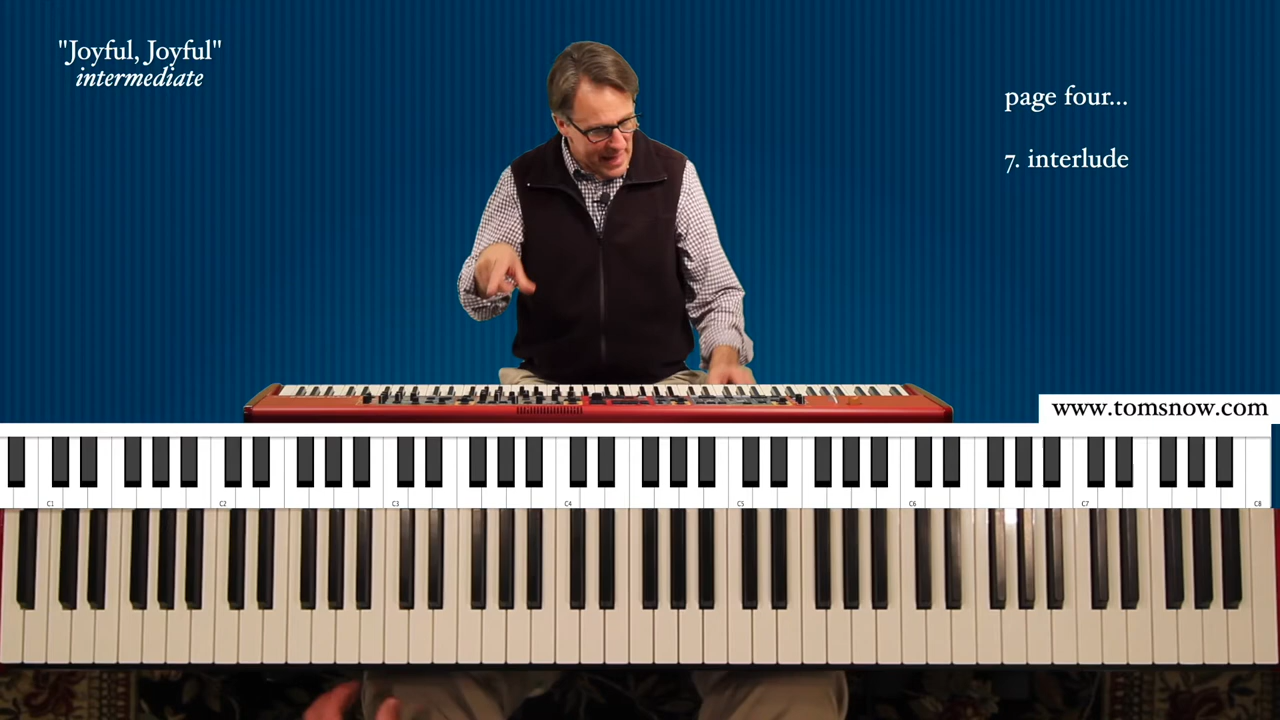 "Joyful, Joyful"
intermediate
page four...
7. interlude
www.tomsnow.com
C1 C2 C3 C4 C5 C6 C7 C8